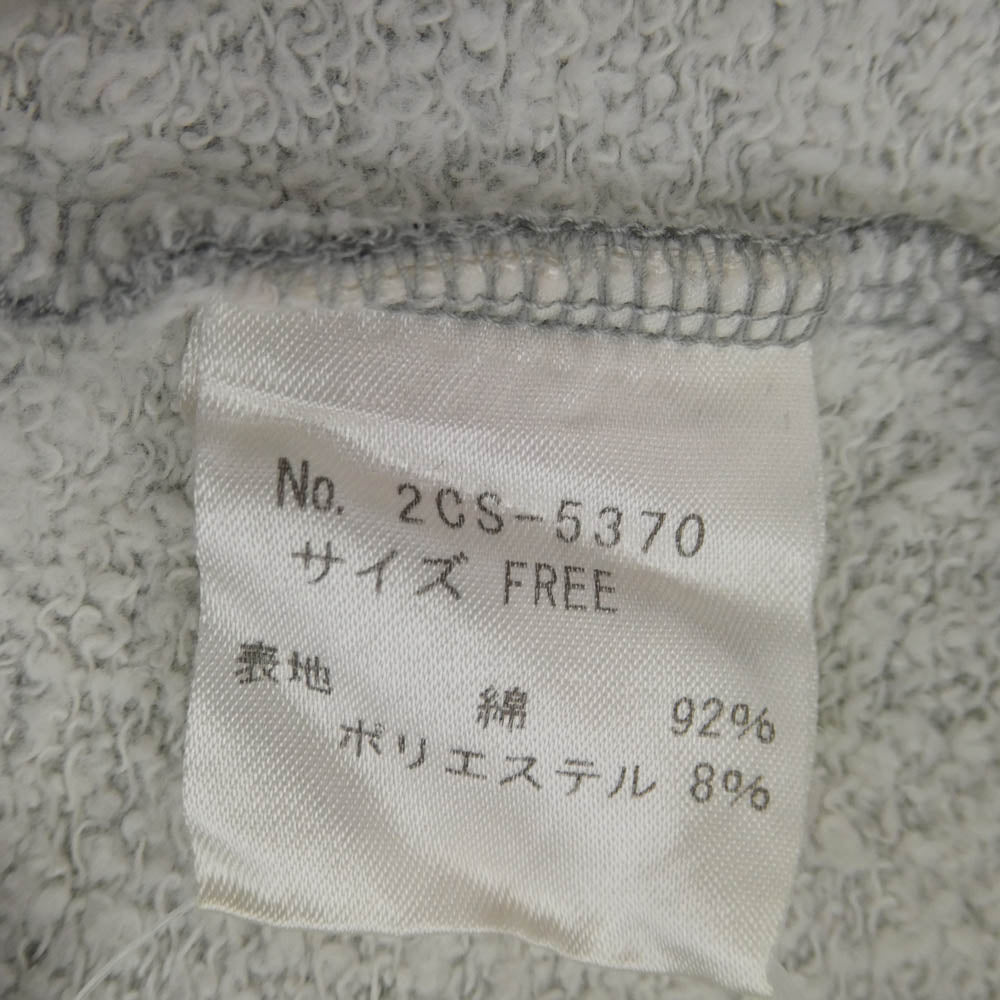 No. 2CS-5370
サイズ FREE
表地 綿 92%
ポリエステル 8%